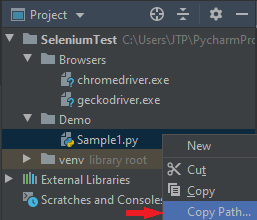 Project
SeleniumTest C:\Users\JTP\PycharmPro
Browsers
chromedriver.exe
geckodriver.exe
Demo
Sample1.py
New
venv library root
Cut
External Libraries
Copy
Scratches and Consoles
Copy Path...